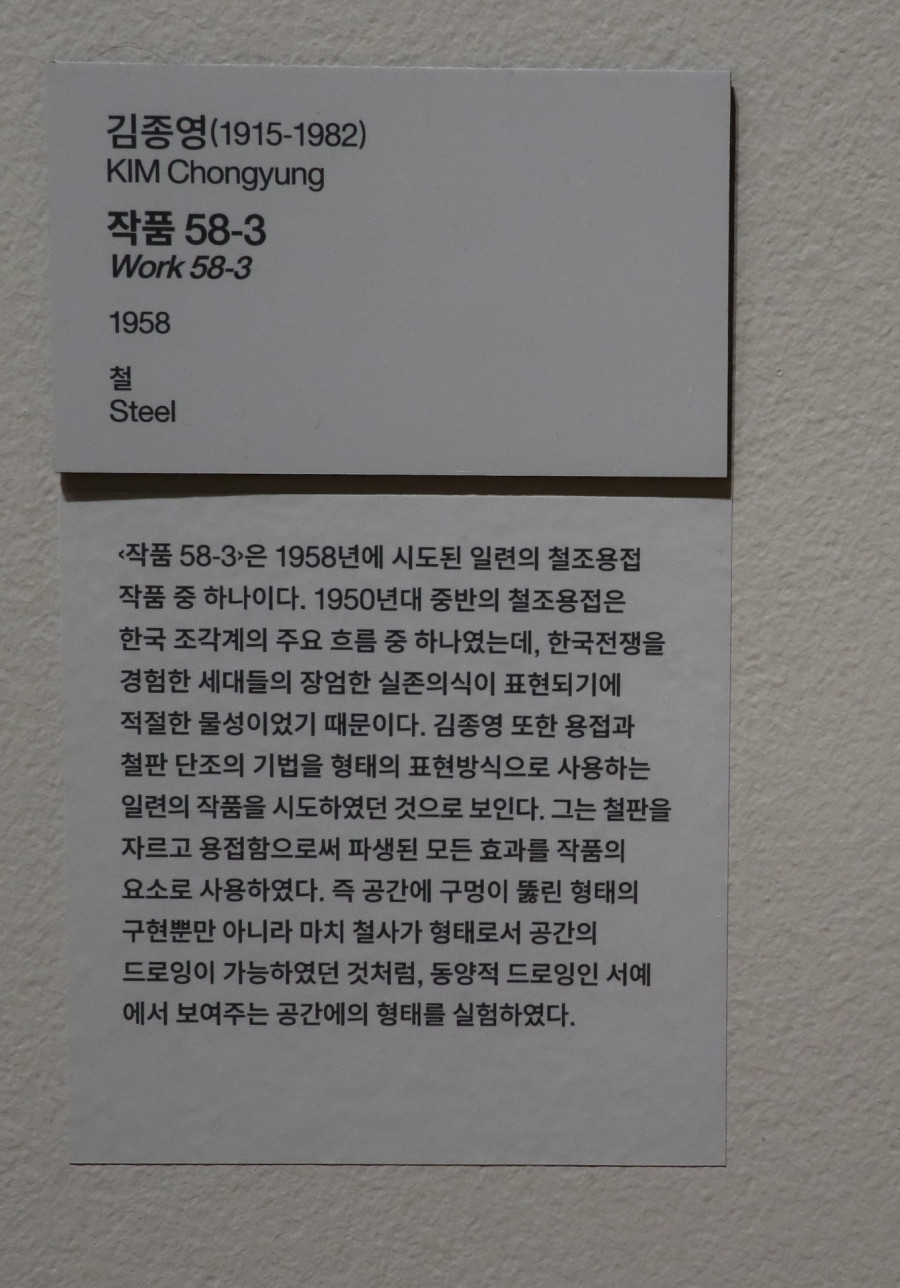 김종영(1915-1982)
KIM Chongyung
작품 58-3
Work 58-3
1958
철
Steel
‹작품 58-3›은 1958년에 시도된 일련의 철조용접
작품 중 하나이다. 1950년대 중반의 철조용접은
한국 조각계의 주요 흐름 중 하나였는데, 한국전쟁을
경험한 세대들의 장엄한 실존의식이 표현되기에
적절한 물성이었기 때문이다. 김종영 또한 용접과
철판 단조의 기법을 형태의 표현방식으로 사용하는
일련의 작품을 시도하였던 것으로 보인다. 그는 철판을
자르고 용접함으로써 파생된 모든 효과를 작품의
요소로 사용하였다. 즉 공간에 구멍이 뚫린 형태의
구현뿐만 아니라 마치 철사가 형태로서 공간의
드로잉이 가능하였던 것처럼, 동양적 드로잉인 서예
에서 보여주는 공간에의 형태를 실험하였다.